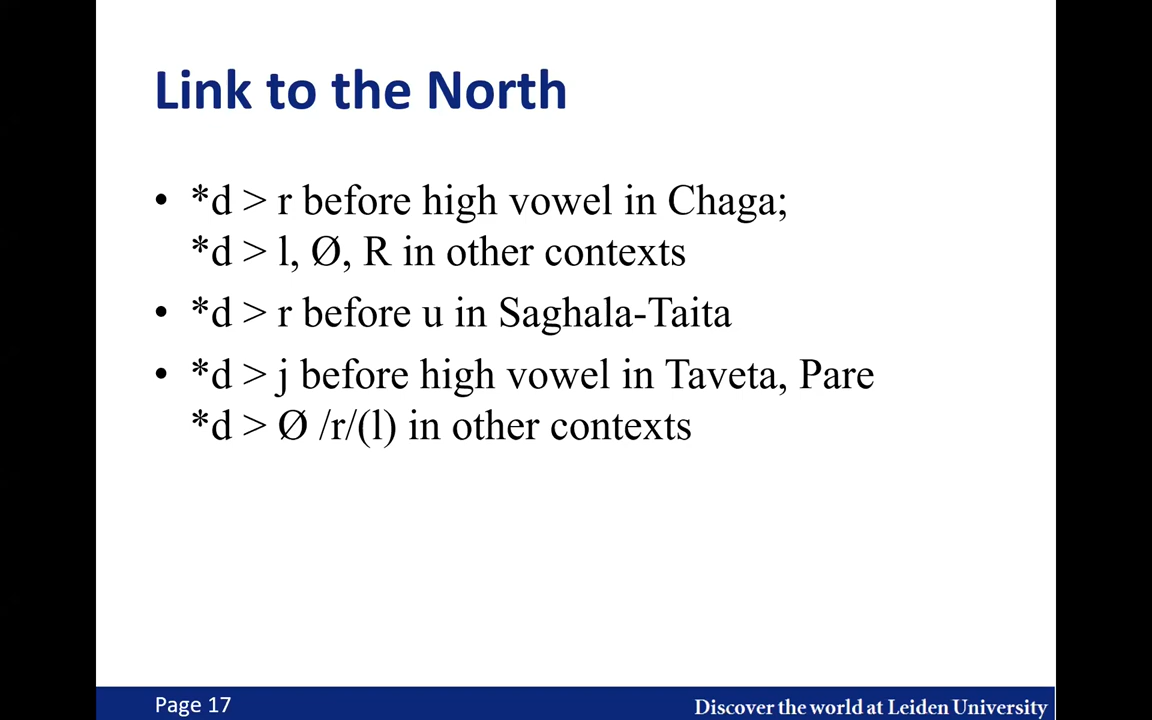 Link to the North
• *d > r before high vowel in Chaga;
*d > l, Ø, R in other contexts
• *d > r before u in Saghala-Taita
• *d > j before high vowel in Taveta, Pare
*d > Ø /r/(l) in other contexts
Page 17
Discover the world at Leiden University